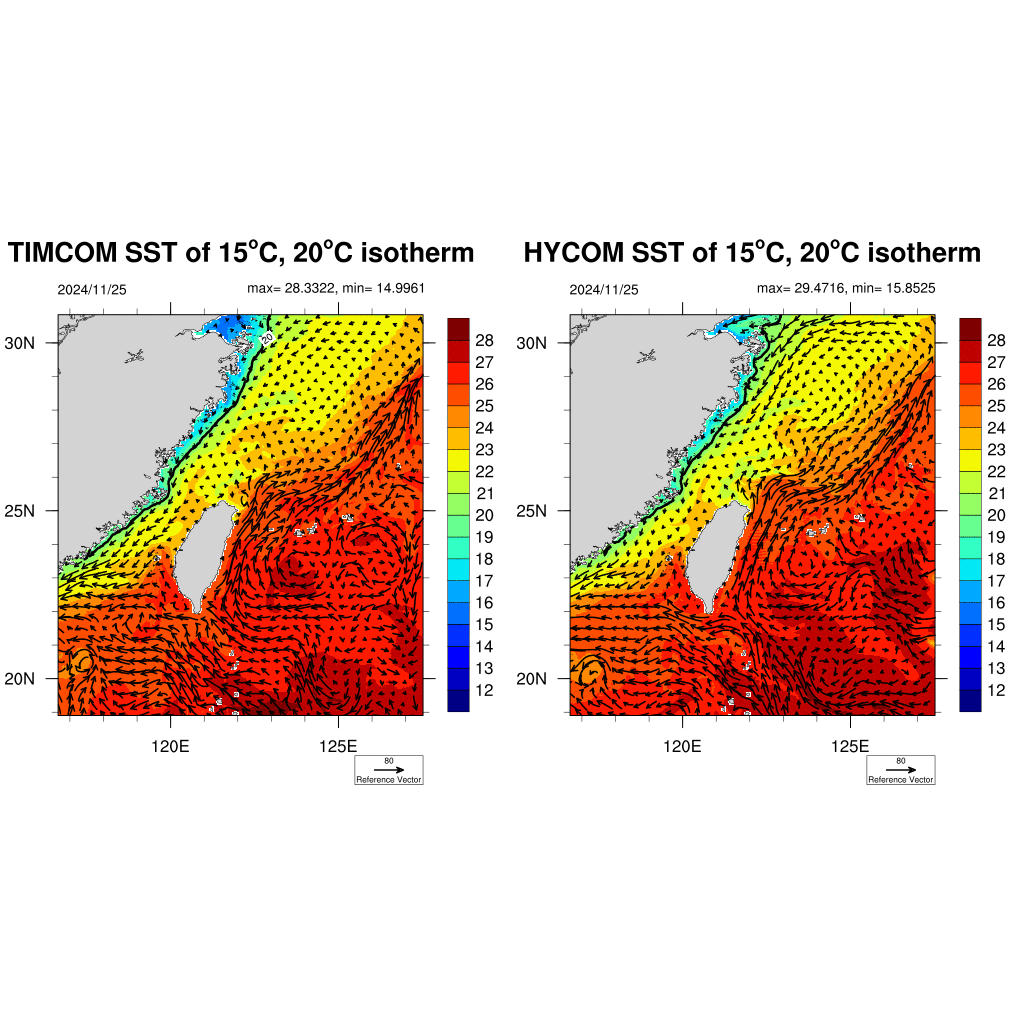 TIMCOM SST of 15°C, 20°C isotherm
2024/11/25
max= 28.3322, min= 14.9961
30N
25N
20N
120E
125E
20
28
27
26
25
24
23
22
21
20
19
18
17
16
15
14
13
12
80
Reference Vector
HYCOM SST of 15°C, 20°C isotherm
2024/11/25
max= 29.4716, min= 15.8525
30N
25N
20N
120E
125E
28
27
26
25
24
23
22
21
20
19
18
17
16
15
14
13
12
80
Reference Vector